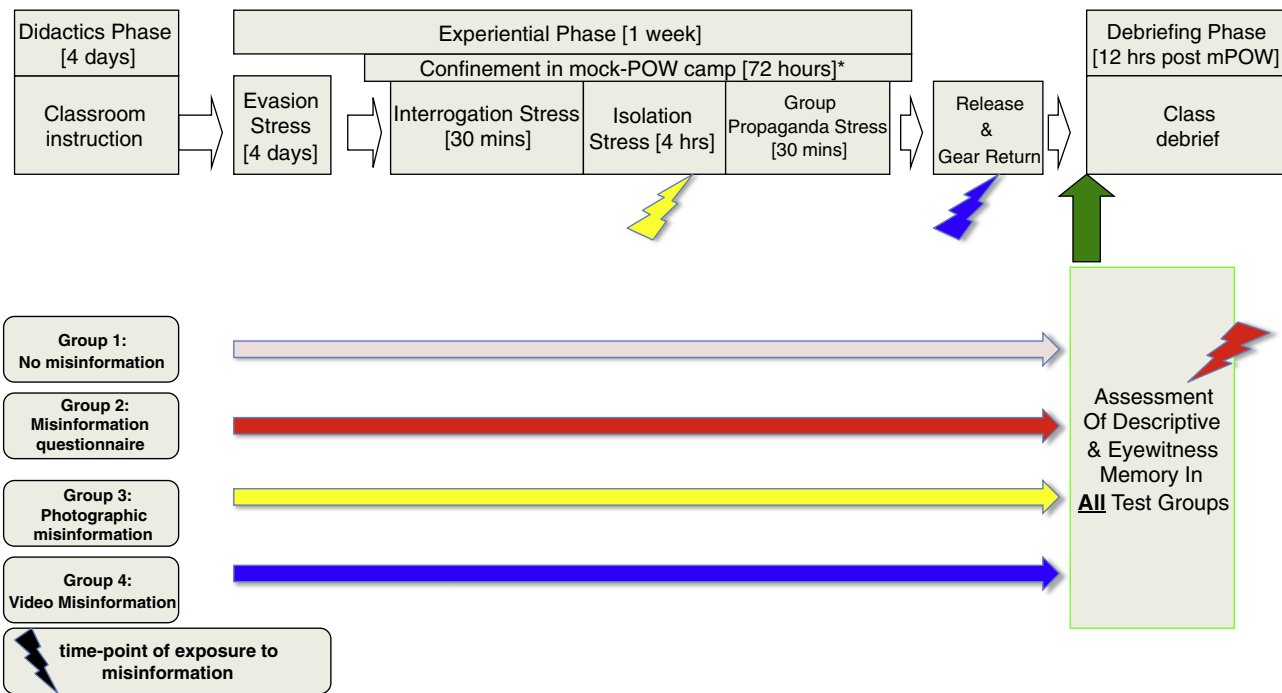 Didactics Phase
[4 days]
Classroom
instruction
Experiential Phase [1 week]
Confinement in mock-POW camp [72 hours]*
Evasion
Stress
[4 days]
Interrogation Stress
[30 mins]
Isolation
Stress [4 hrs]
Group
Propaganda Stress
[30 mins]
Release
&
Gear Return
Debriefing Phase
[12 hrs post mPOW]
Class
debrief
Group 1:
No misinformation
Group 2:
Misinformation
questionnaire
Group 3:
Photographic
misinformation
Group 4:
Video Misinformation
time-point of exposure to
misinformation
Assessment
Of Descriptive
& Eyewitness
Memory In
All Test Groups